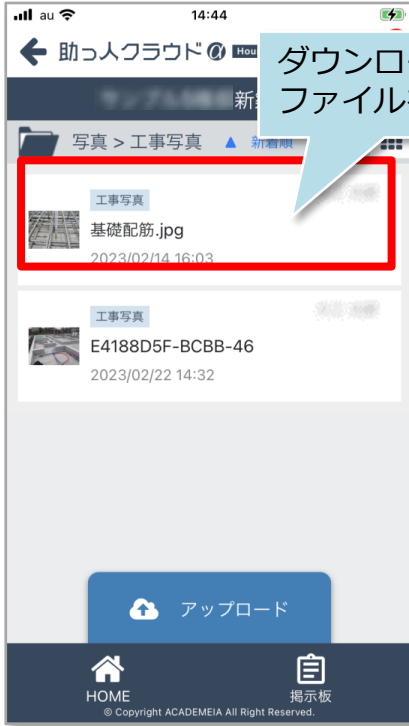 au 14:44
助っ人クラウドα Hou
ダウンロ
ファイル
新
写真 > 工事写真 ▲ 新着順
工事写真
基礎配筋.jpg
2023/02/14 16:03
工事写真
E4188D5F-BCBB-46
2023/02/22 14:32
アップロード
HOME
掲示板
© Copyright ACADEMEIA All Right Reserved.